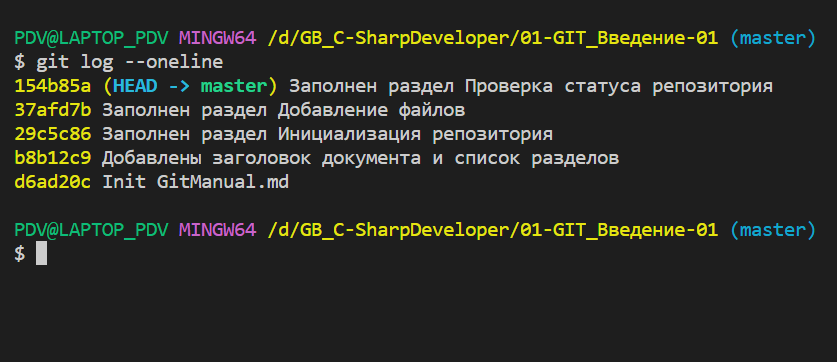 PDV@LAPTOP_PDV MINGW64 /d/GB_C-SharpDeveloper/01-GIT_Введение-01 (master)
$ git log --oneline
154b85a (HEAD -> master) Заполнен раздел Проверка статуса репозитория
37afd7b Заполнен раздел Добавление файлов
29c5c86 Заполнен раздел Инициализация репозитория
b8b12c9 Добавлены заголовок документа и список разделов
d6ad20c Init GitManual.md
PDV@LAPTOP_PDV MINGW64 /d/GB_C-SharpDeveloper/01-GIT_Введение-01 (master)
$